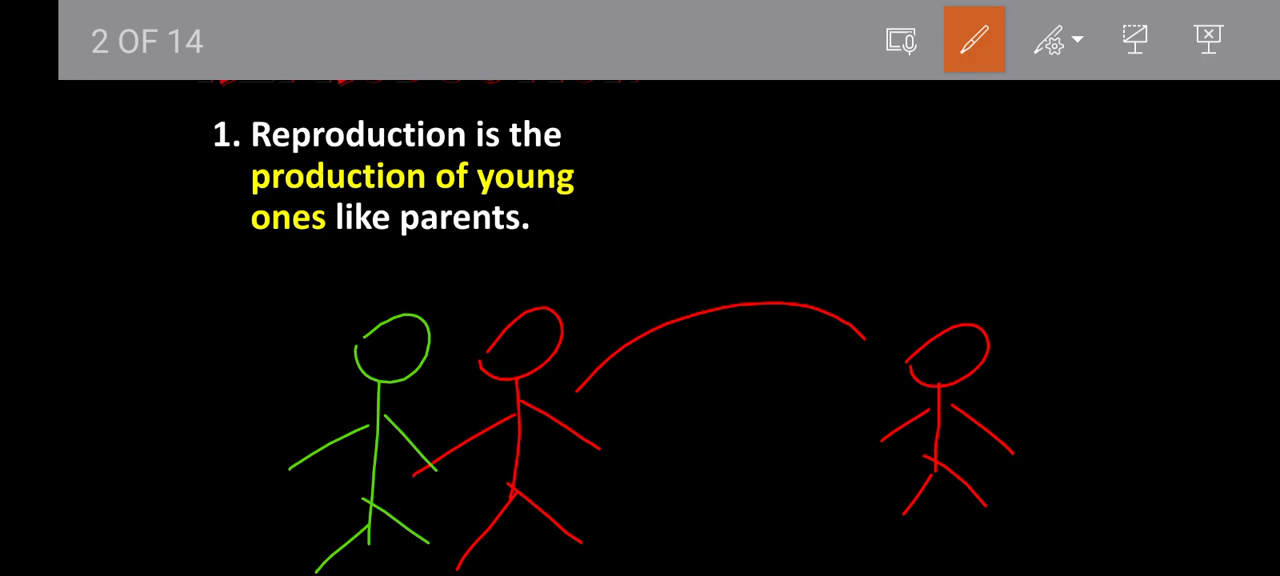 2 OF 14
1. Reproduction is the
production of young
ones like parents.